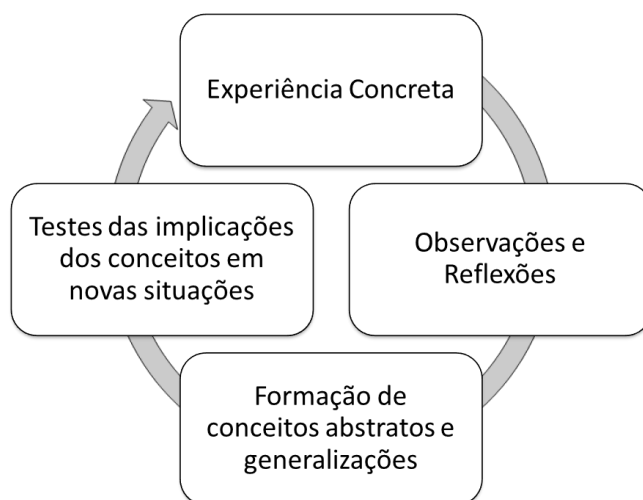 Experiência Concreta
Observações e
Reflexões
Formação de
conceitos abstratos e
generalizações
Testes das implicações
dos conceitos em
novas situações